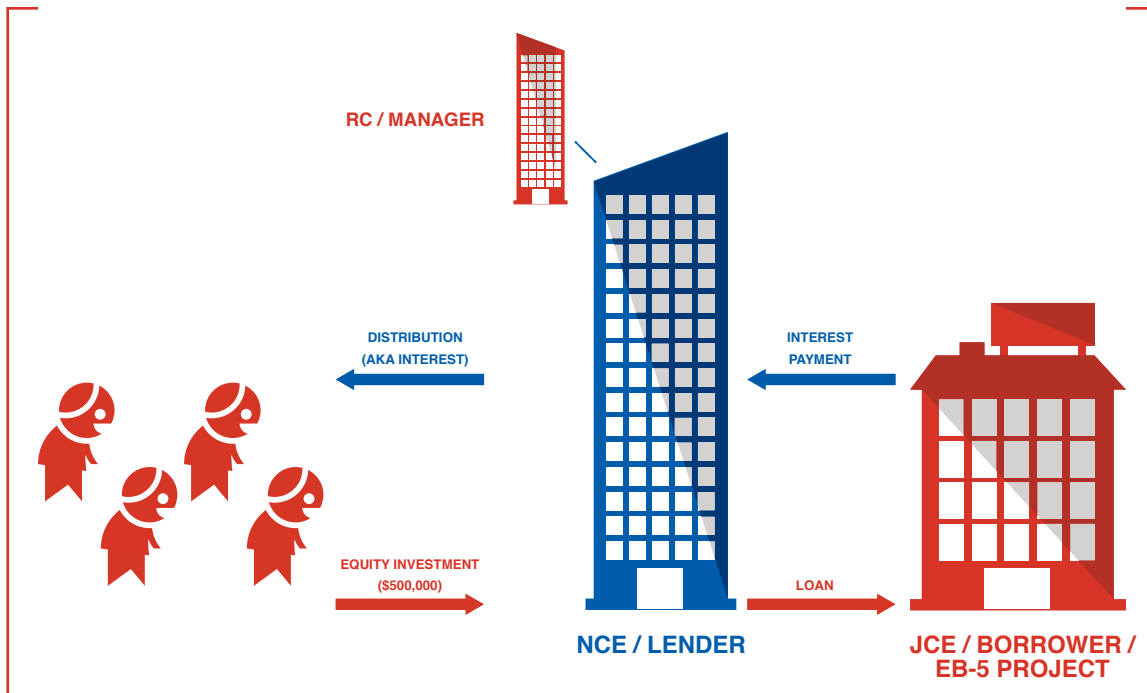 RC / MANAGER
DISTRIBUTION
(AKA INTEREST)
INTEREST
PAYMENT
EQUITY INVESTMENT
($500,000)
LOAN
NCE / LENDER
JCE / BORROWER /
EB-5 PROJECT